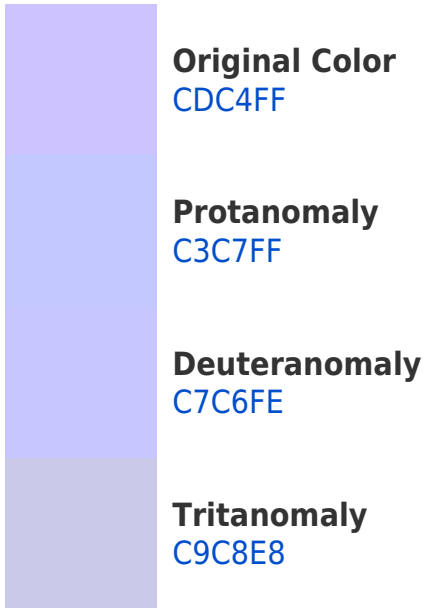 Original Color
CDC4FF
Protanomaly
C3C7FF
Deuteranomaly
C7C6FE
Tritanomaly
C9C8E8